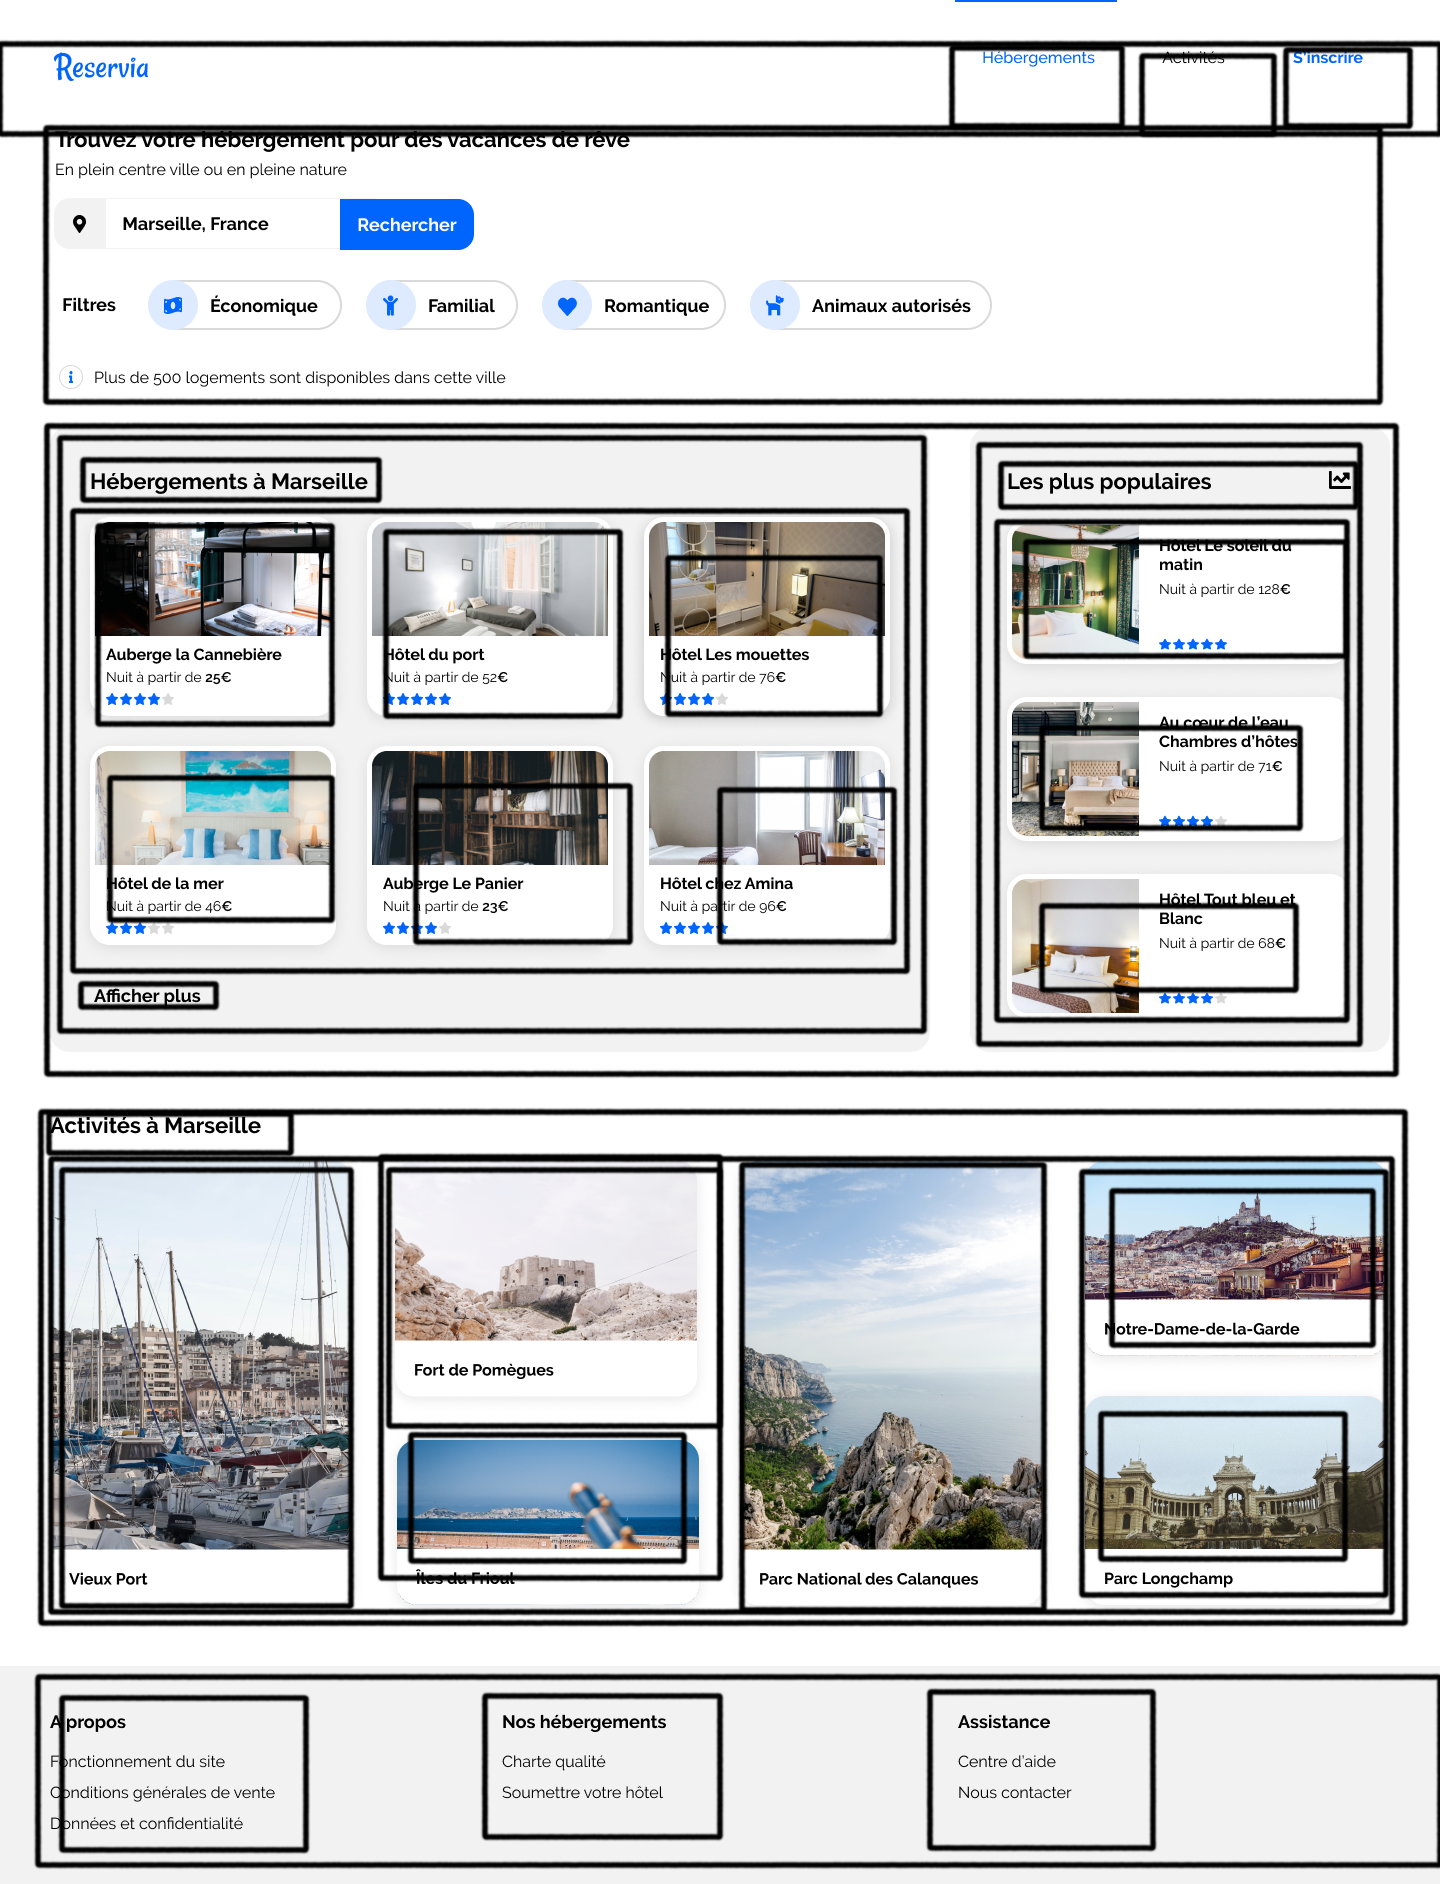 Reservia
Hébergements
Activités
S'inscrire
Trouvez votre hébergement pour des vacances de rêve
En plein centre ville ou en pleine nature
Marseille, France
Rechercher
Filtres
Économique
Familial
Romantique
Animaux autorisés
Plus de 500 logements sont disponibles dans cette ville
Hébergements à Marseille
Auberge la Cannebière
Nuit à partir de 25€
Hôtel du port
Nuit à partir de 52€
Hôtel Les mouettes
Nuit à partir de 76€
Hôtel de la mer
Nuit à partir de 46€
Auberge Le Panier
Nuit à partir de 23€
Hôtel chez Amina
Nuit à partir de 96€
Afficher plus
Les plus populaires
Hôtel Le soleil du
matin
Nuit à partir de 128€
Au cœur de l'eau
Chambres d'hôtes
Nuit à partir de 71€
Hôtel Tout bleu et
Blanc
Nuit à partir de 68€
Activités à Marseille
Vieux Port
Fort de Pomègues
Îles du Frioul
Parc National des Calanques
Notre-Dame-de-la-Garde
Parc Longchamp
A propos
Fonctionnement du site
Conditions générales de vente
Données et confidentialité
Nos hébergements
Charte qualité
Soumettre votre hôtel
Assistance
Centre d'aide
Nous contacter